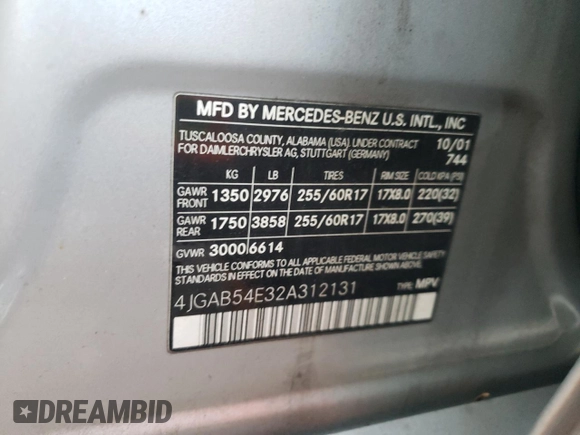 MFD BY MERCEDES-BENZ U.S. INTL., INC
TUSCALOOSA COUNTY, ALABAMA (USA), UNDER CONTRACT 10/01
FOR DAIMLERCHRYSLER AG, STUTTGART (GERMANY) 744
KG LB TIRES RIM SIZE COLD KPA (PSI)
GAWR FRONT 1350 2976 255/60R17 17X8.0 220(32)
GAWR REAR 1750 3858 255/60R17 17X8.0 270(39)
GVWR 3000 6614
THIS VEHICLE CONFORMS TO ALL APPLICABLE FEDERAL MOTOR VEHICLE SAFETY
STANDARDS IN EFFECT ON THE DATE OF MANUFACTURE SHOWN ABOVE.
4JGAB54E32A312131 TYPE: MPV
DREAMBID